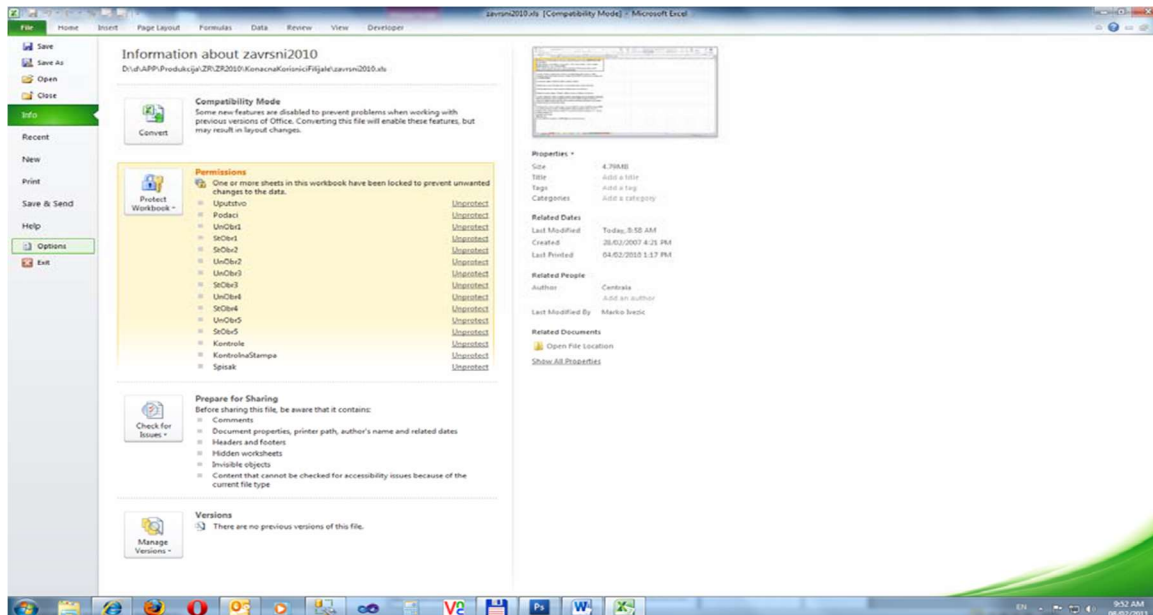 zavrsni2010.xls [Compatibility Mode] - Microsoft Excel
File Home Insert Page Layout Formulas Data Review View Developer
Save
Save As
Open
Close
Info
Recent
New
Print
Save & Send
Help
Options
Exit
Information about zavrsni2010
D:\d\APP\Produkcija\ZR\ZR2010\KonacnaKorisniciFilijale\zavrsni2010.xls
Convert
Compatibility Mode
Some new features are disabled to prevent problems when working with
previous versions of Office. Converting this file will enable these features, but
may result in layout changes.
Protect
Workbook
Permissions
One or more sheets in this workbook have been locked to prevent unwanted
changes to the data.
Uputstvo Unprotect
Podaci Unprotect
UnObr1 Unprotect
StObr1 Unprotect
StObr2 Unprotect
UnObr2 Unprotect
UnObr3 Unprotect
StObr3 Unprotect
UnObr4 Unprotect
StObr4 Unprotect
UnObr5 Unprotect
StObr5 Unprotect
Kontrole Unprotect
KontrolnaStampa Unprotect
Spisak Unprotect
Check for
Issues
Prepare for Sharing
Before sharing this file, be aware that it contains:
Comments
Document properties, printer path, author's name and related dates
Headers and footers
Hidden worksheets
Invisible objects
Content that cannot be checked for accessibility issues because of the
current file type
Manage
Versions
Versions
There are no previous versions of this file.
Properties
Size 4.79MB
Title Add a title
Tags Add a tag
Categories Add a category
Related Dates
Last Modified Today, 8:58 AM
Created 28/02/2007 4:21 PM
Last Printed 04/02/2010 1:17 PM
Related People
Author Centrala
Add an author
Last Modified By Marko Ivezic
Related Documents
Open File Location
Show All Properties
Ps
W
EN
9:52 AM